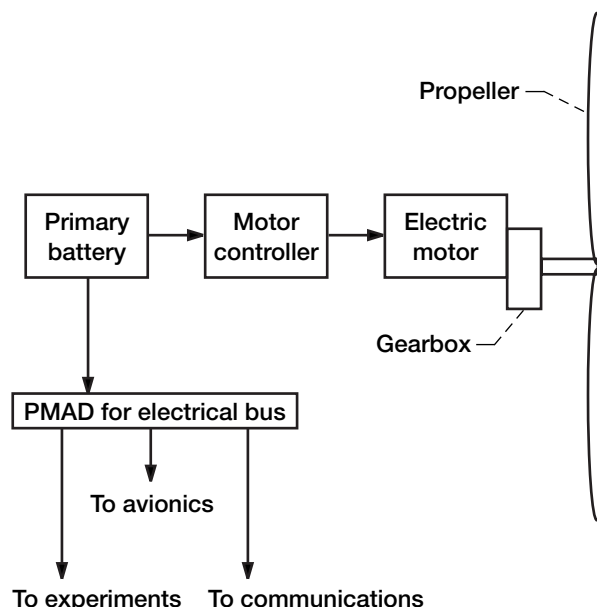 Propeller
Primary
battery
Motor
controller
Electric
motor
Gearbox
PMAD for electrical bus
To avionics
To experiments
To communications